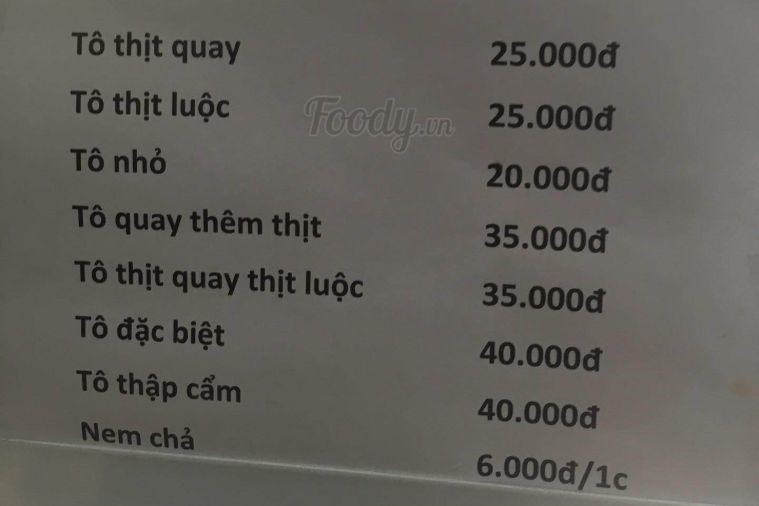 Tô thịt quay 25.000đ
Tô thịt luộc 25.000đ
Foody.vn
Tô nhỏ 20.000đ
Tô quay thêm thịt 35.000đ
Tô thịt quay thịt luộc 35.000đ
Tô đặc biệt 40.000đ
Tô thập cẩm 40.000đ
Nem chả 6.000đ/1c